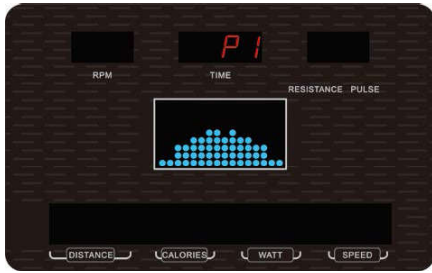 P1
RPM TIME
RESISTANCE PULSE
DISTANCE CALORIES WATT SPEED